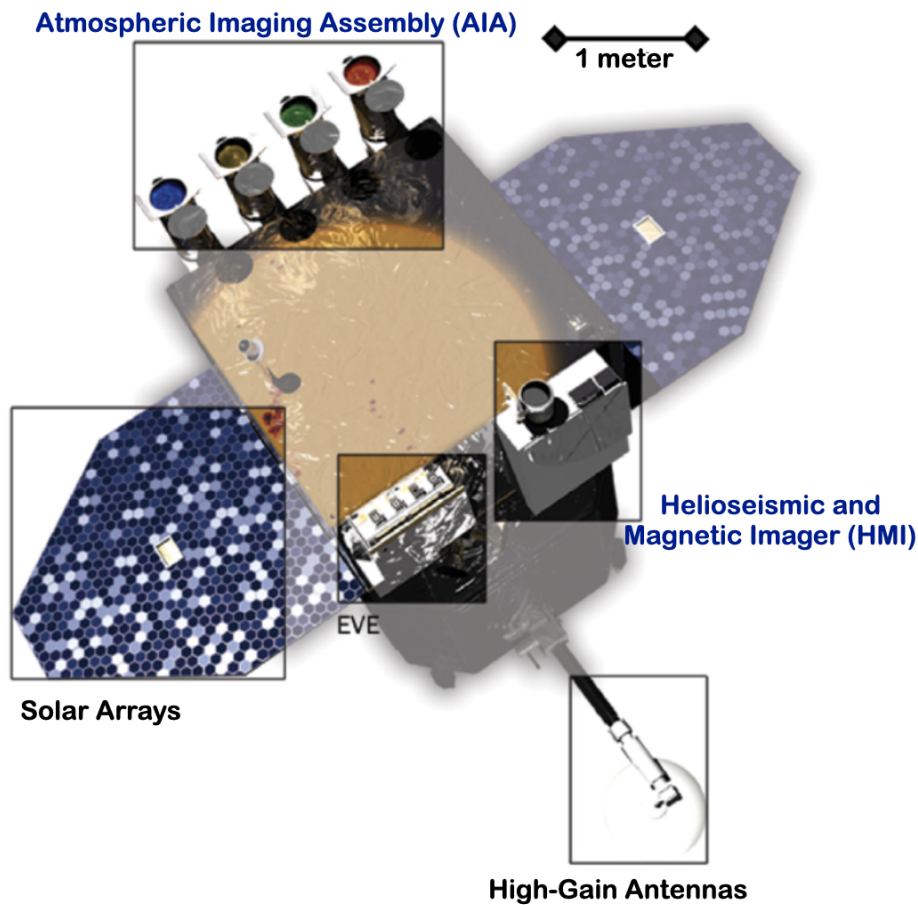 Atmospheric Imaging Assembly (AIA)
1 meter
Helioseismic and
Magnetic Imager (HMI)
EVE
Solar Arrays
High-Gain Antennas